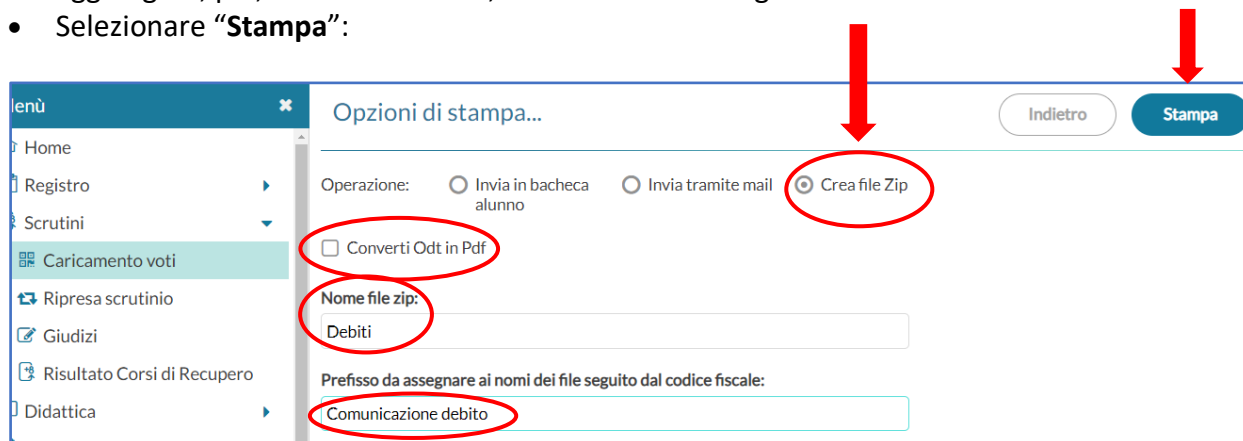 Selezionare “Stampa”:
enù
Opzioni di stampa...
Indietro
Stampa
Home
Registro
Scrutini
Caricamento voti
Ripresa scrutinio
Giudizi
Risultato Corsi di Recupero
Didattica
Operazione:
Invia in bacheca
alunno
Invia tramite mail
Crea file Zip
Converti Odt in Pdf
Nome file zip:
Debiti
Prefisso da assegnare ai nomi dei file seguito dal codice fiscale:
Comunicazione debito